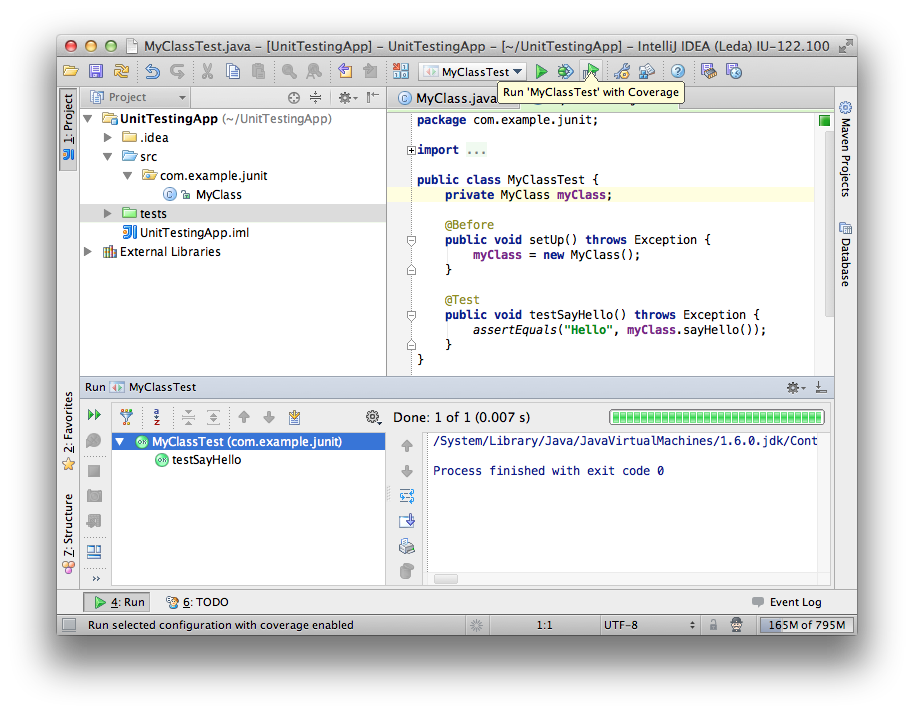 MyClassTest.java – [UnitTestingApp] – UnitTestingApp – [~/UnitTestingApp] – IntelliJ IDEA (Leda) IU-122.100
MyClassTest
Run 'MyClassTest' with Coverage
1: Project
Project
MyClass.java
UnitTestingApp (~/UnitTestingApp)
.idea
src
com.example.junit
MyClass
tests
UnitTestingApp.iml
External Libraries
package com.example.junit;
import ...
public class MyClassTest {
private MyClass myClass;
@Before
public void setUp() throws Exception {
myClass = new MyClass();
}
@Test
public void testSayHello() throws Exception {
assertEquals("Hello", myClass.sayHello());
}
}
Maven Projects
Database
Run MyClassTest
2: Favorites
Z: Structure
Done: 1 of 1 (0.007 s)
MyClassTest (com.example.junit)
testSayHello
/System/Library/Java/JavaVirtualMachines/1.6.0.jdk/Cont
Process finished with exit code 0
4: Run
6: TODO
Event Log
Run selected configuration with coverage enabled
1:1
UTF-8
165M of 795M